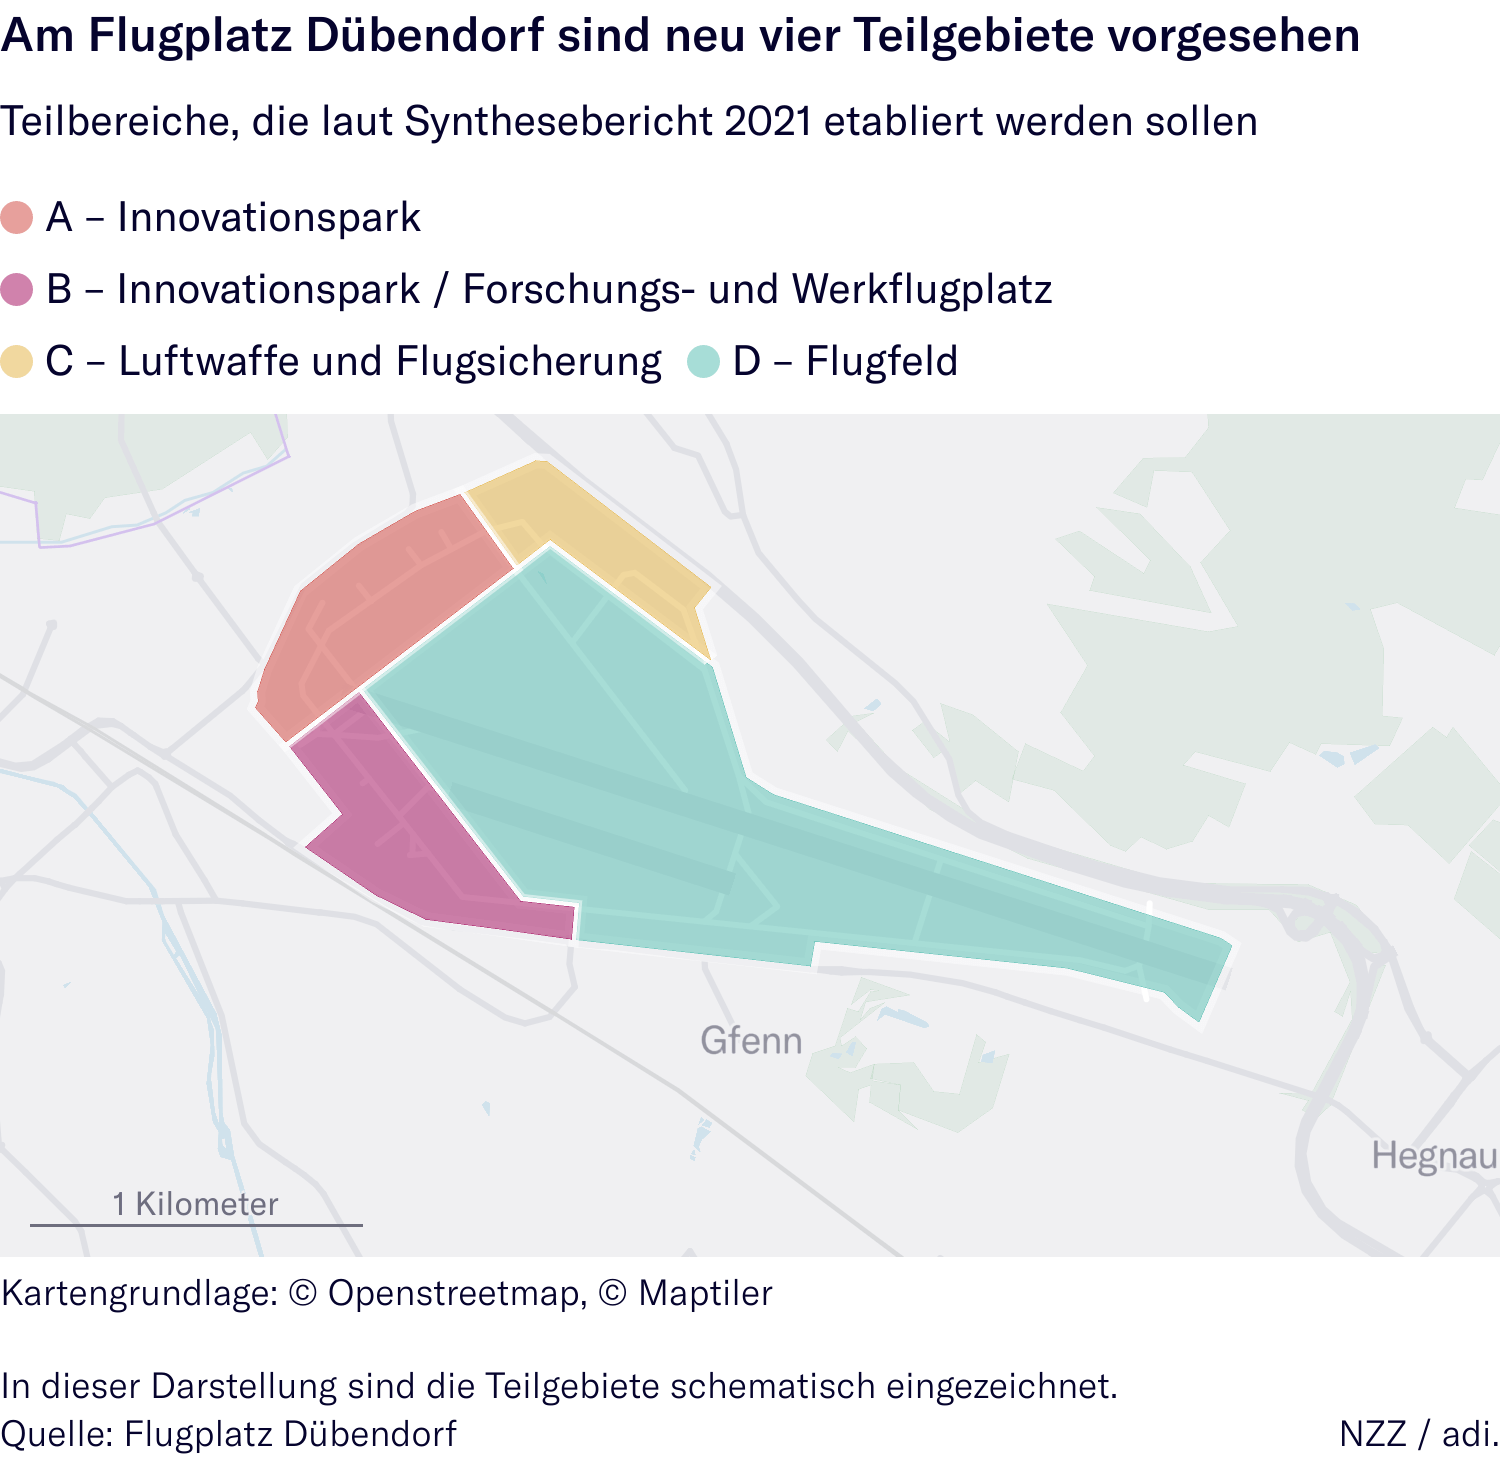 Am Flugplatz Dübendorf sind neu vier Teilgebiete vorgesehen
Teilbereiche, die laut Synthesebericht 2021 etabliert werden sollen
A – Innovationspark
B – Innovationspark / Forschungs- und Werkflugplatz
C – Luftwaffe und Flugsicherung D – Flugfeld
Gfenn
Hegnau
1 Kilometer
Kartengrundlage: © Openstreetmap, © Maptiler
In dieser Darstellung sind die Teilgebiete schematisch eingezeichnet.
Quelle: Flugplatz Dübendorf NZZ / adi.